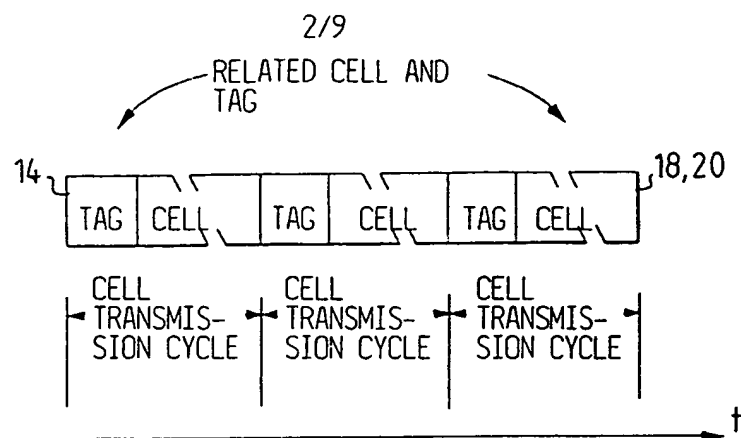 2/9
RELATED CELL AND
TAG
14
18,20
TAG CELL TAG CELL TAG CELL
CELL CELL CELL
TRANSMIS- TRANSMIS- TRANSMIS-
SION CYCLE SION CYCLE SION CYCLE
t